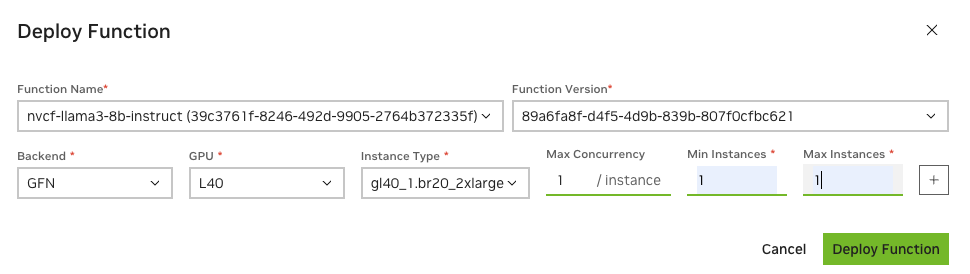 Deploy Function
Function Name* Function Version*
nvcf-llama3-8b-instruct (39c3761f-8246-492d-9905-2764b372335f) 89a6fa8f-d4f5-4d9b-839b-807f0cfbc621
Backend * GPU * Instance Type * Max Concurrency Min Instances * Max Instances *
GFN L40 gl40_1.br20_2xlarge 1 / instance 1 1
Cancel Deploy Function